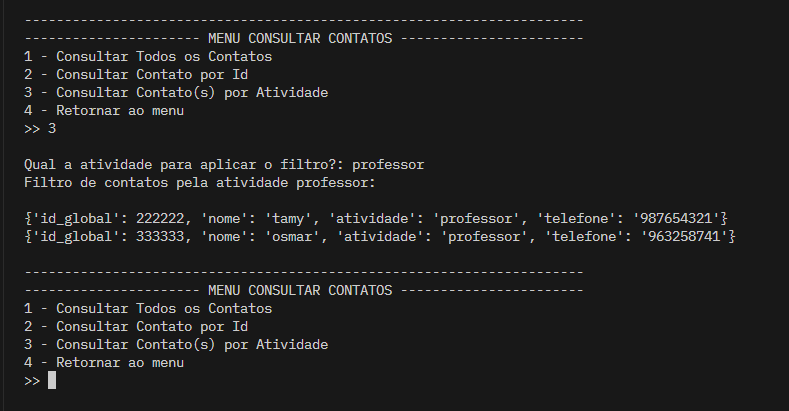 ----------------------------------------------------------------------
---------------------- MENU CONSULTAR CONTATOS -----------------------
1 - Consultar Todos os Contatos
2 - Consultar Contato por Id
3 - Consultar Contato(s) por Atividade
4 - Retornar ao menu
>> 3
Qual a atividade para aplicar o filtro?: professor
Filtro de contatos pela atividade professor:
{'id_global': 222222, 'nome': 'tamy', 'atividade': 'professor', 'telefone': '987654321'}
{'id_global': 333333, 'nome': 'osmar', 'atividade': 'professor', 'telefone': '963258741'}
----------------------------------------------------------------------
---------------------- MENU CONSULTAR CONTATOS -----------------------
1 - Consultar Todos os Contatos
2 - Consultar Contato por Id
3 - Consultar Contato(s) por Atividade
4 - Retornar ao menu
>>